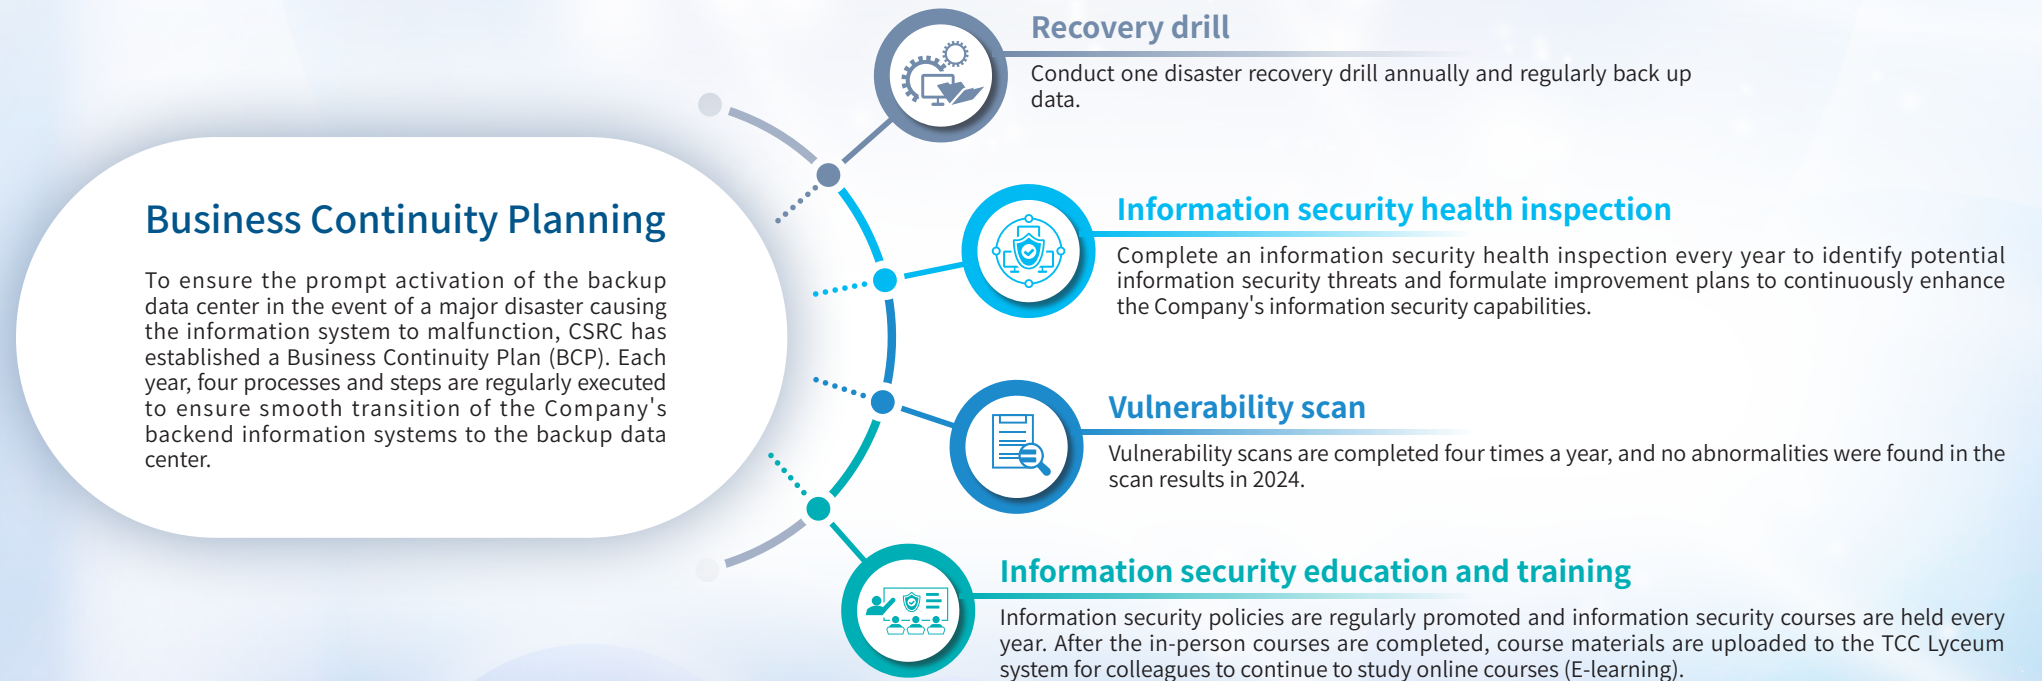 Business Continuity Planning
To ensure the prompt activation of the backup
data center in the event of a major disaster causing
the information system to malfunction, CSRC has
established a Business Continuity Plan (BCP). Each
year, four processes and steps are regularly executed
to ensure smooth transition of the Company's
backend information systems to the backup data
center.
Recovery drill
Conduct one disaster recovery drill annually and regularly back up
data.
Information security health inspection
Complete an information security health inspection every year to identify potential
information security threats and formulate improvement plans to continuously enhance
the Company's information security capabilities.
Vulnerability scan
Vulnerability scans are completed four times a year, and no abnormalities were found in the
scan results in 2024.
Information security education and training
Information security policies are regularly promoted and information security courses are held every
year. After the in-person courses are completed, course materials are uploaded to the TCC Lyceum
system for colleagues to continue to study online courses (E-learning).